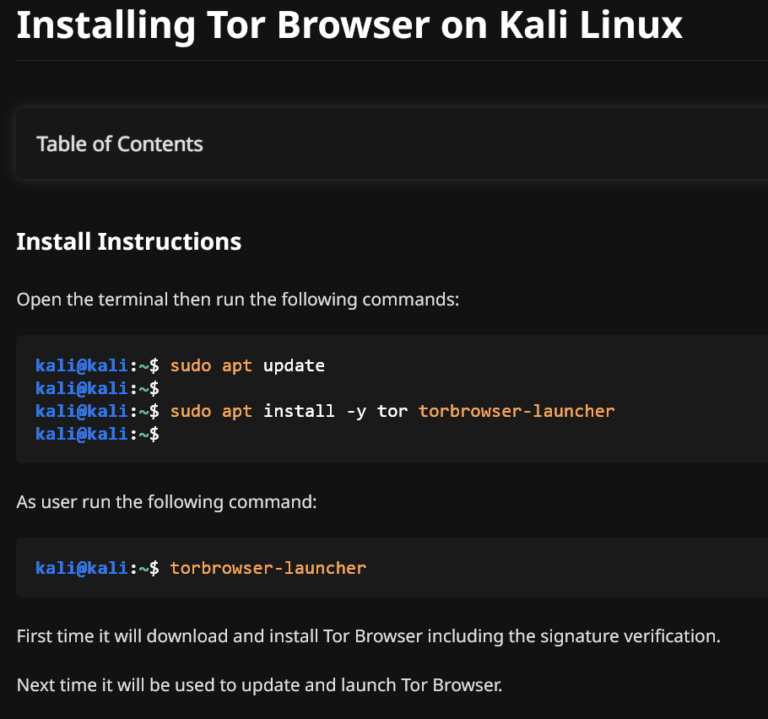 Installing Tor Browser on Kali Linux
Table of Contents
Install Instructions
Open the terminal then run the following commands:
kali@kali:~$ sudo apt update
kali@kali:~$
kali@kali:~$ sudo apt install -y tor torbrowser-launcher
kali@kali:~$
As user run the following command:
kali@kali:~$ torbrowser-launcher
First time it will download and install Tor Browser including the signature verification.
Next time it will be used to update and launch Tor Browser.